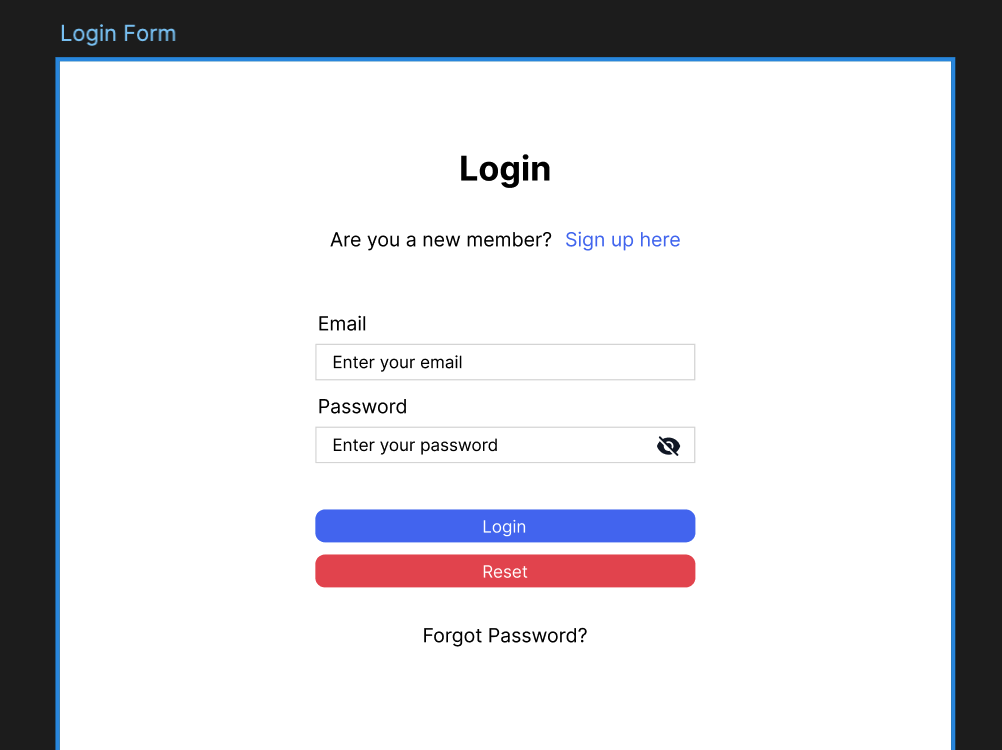 Login Form
Login
Are you a new member? Sign up here
Email
Enter your email
Password
Enter your password
Login
Reset
Forgot Password?